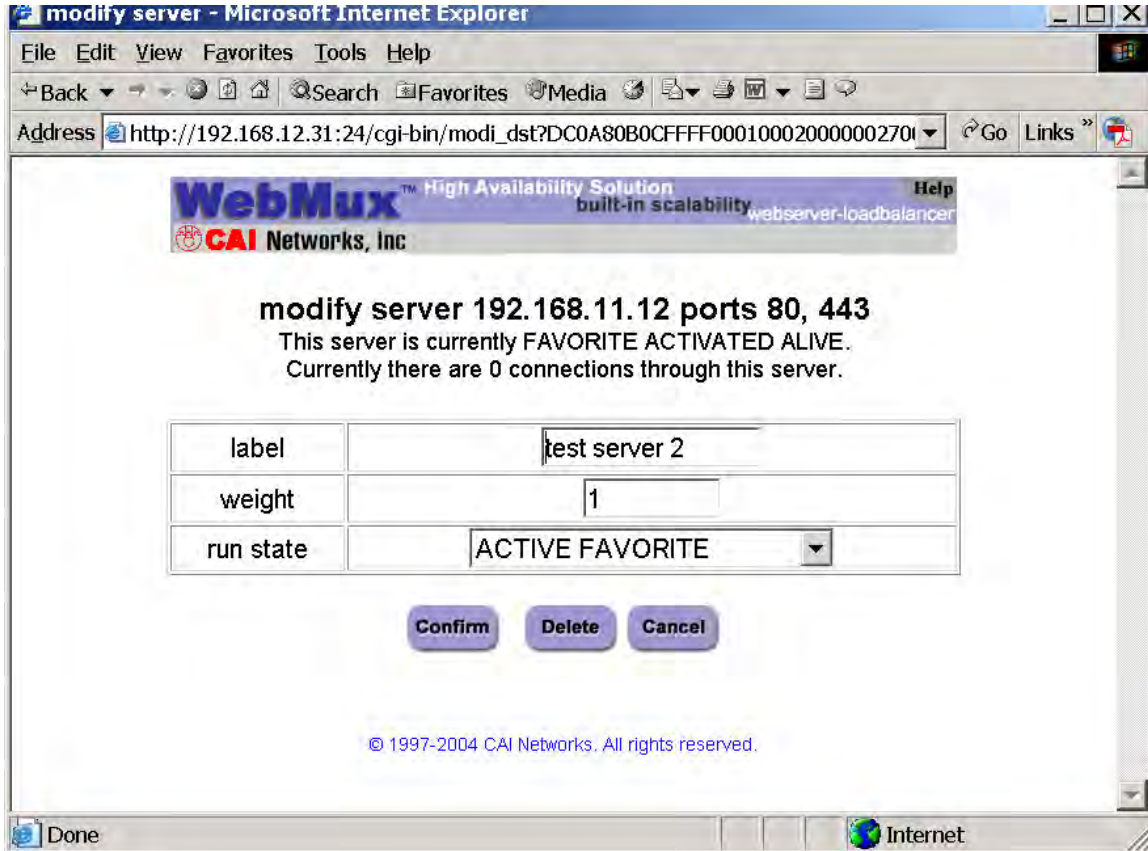 modify server - Microsoft Internet Explorer
File Edit View Favorites Tools Help
Back Search Favorites Media
Address http://192.168.12.31:24/cgi-bin/modi_dst?DC0A80B0CFFFF000100020000002700 Go Links »
WebMux™ High Availability Solution Help
built-in scalability
webserver-loadbalancer
CAI Networks, Inc
modify server 192.168.11.12 ports 80, 443
This server is currently FAVORITE ACTIVATED ALIVE.
Currently there are 0 connections through this server.
label test server 2
weight 1
run state ACTIVE FAVORITE
Confirm Delete Cancel
© 1997-2004 CAI Networks. All rights reserved.
Done Internet